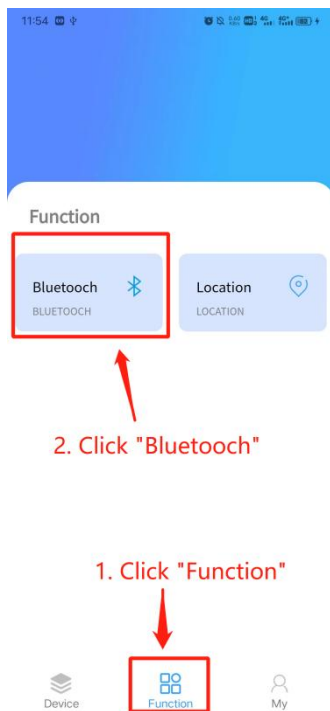 11:54
Function
Bluetooch
BLUETOOCH
Location
LOCATION
2. Click "Bluetooch"
1. Click "Function"
Device
Function
My